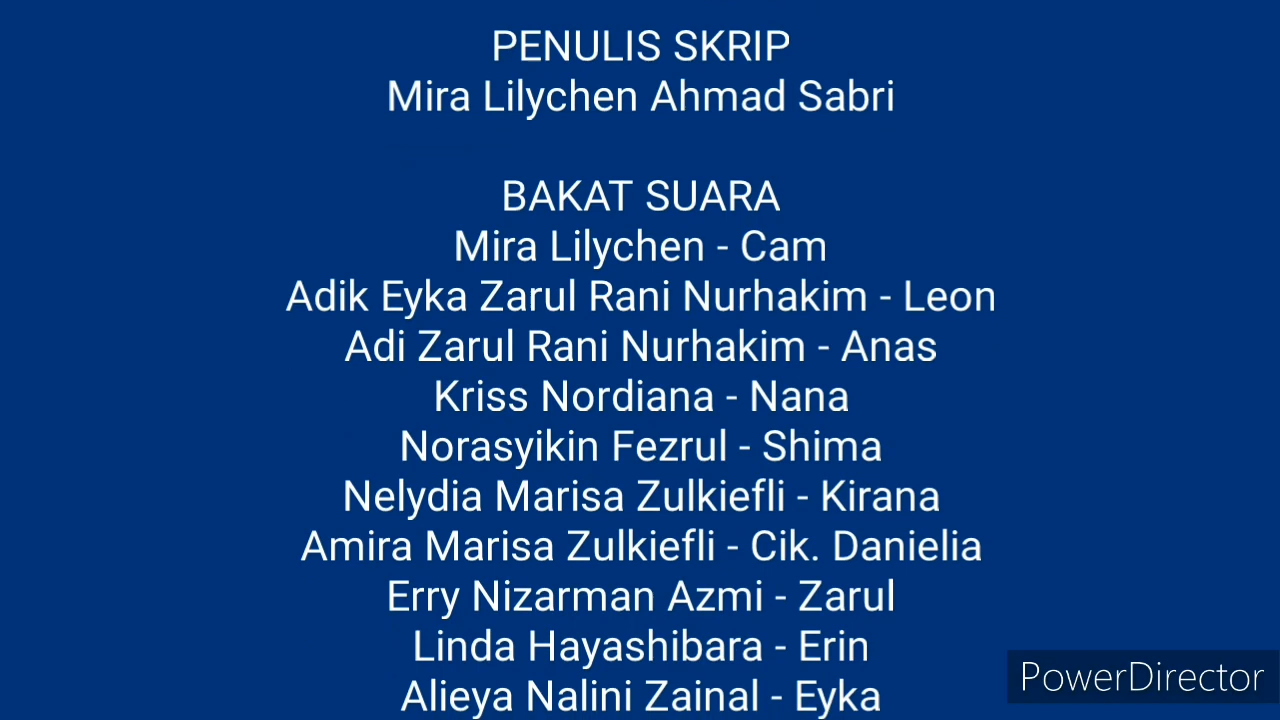 PENULIS SKRIP
Mira Lilychen Ahmad Sabri
BAKAT SUARA
Mira Lilychen - Cam
Adik Eyka Zarul Rani Nurhakim - Leon
Adi Zarul Rani Nurhakim - Anas
Kriss Nordiana - Nana
Norasyikin Fezrul - Shima
Nelydia Marisa Zulkiefli - Kirana
Amira Marisa Zulkiefli - Cik. Danielia
Erry Nizarman Azmi - Zarul
Linda Hayashibara - Erin
Alieya Nalini Zainal - Eyka
PowerDirector